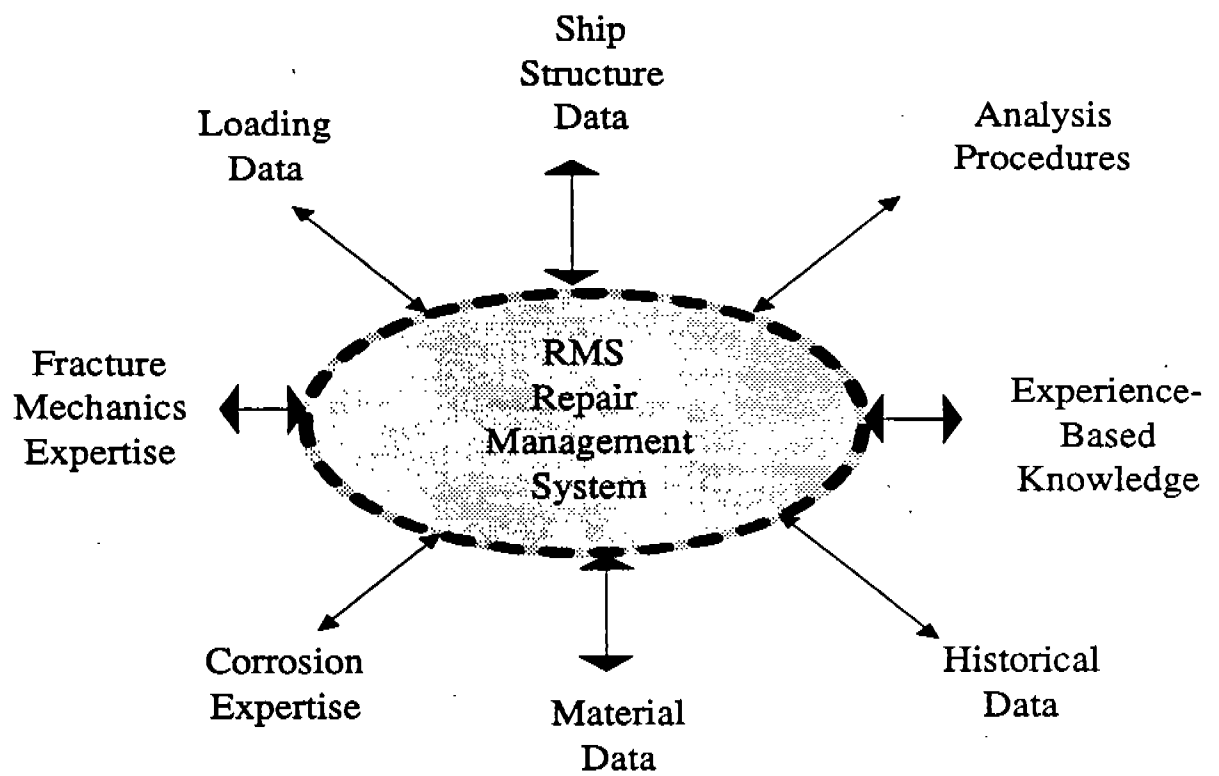 Ship
Structure
Data
Loading
Data
Analysis
Procedures
Fracture
Mechanics
Expertise
RMS
Repair
Management
System
Experience-
Based
Knowledge
Corrosion
Expertise
Material
Data
Historical
Data